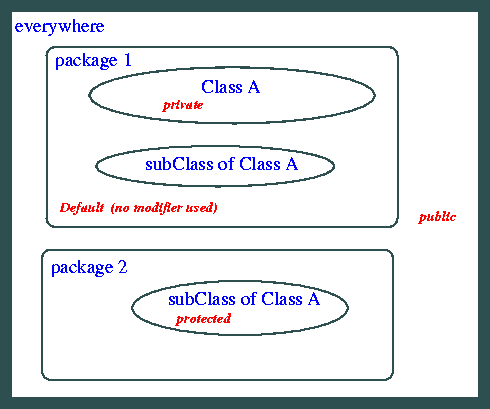 everywhere
package 1
Class A
private
subClass of Class A
Default (no modifier used)
public
package 2
subClass of Class A
protected